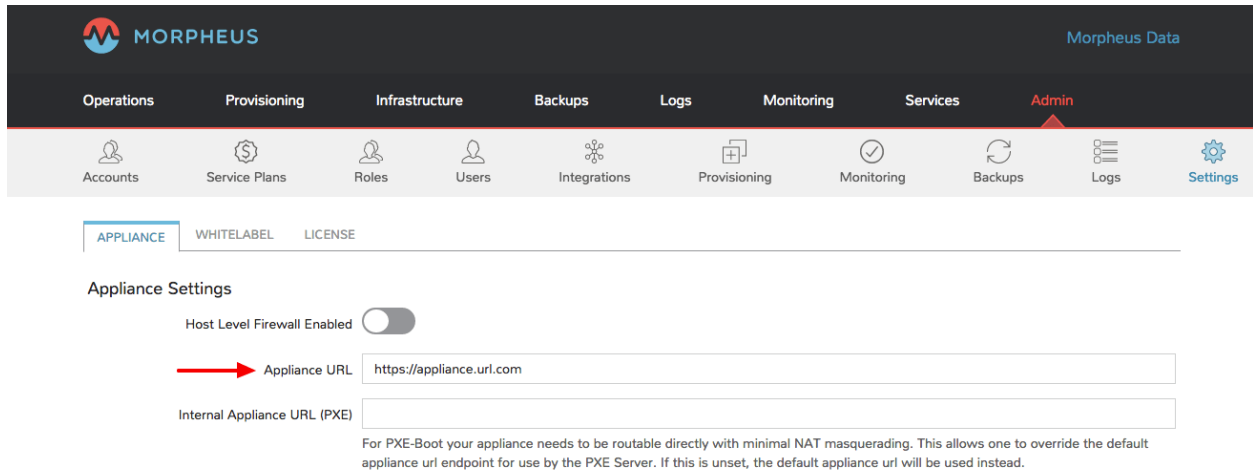 MORPHEUS
Morpheus Data
Operations Provisioning Infrastructure Backups Logs Monitoring Services Admin
Accounts Service Plans Roles Users Integrations Provisioning Monitoring Backups Logs Settings
APPLIANCE WHITELABEL LICENSE
Appliance Settings
Host Level Firewall Enabled
Appliance URL https://appliance.url.com
Internal Appliance URL (PXE)
For PXE-Boot your appliance needs to be routable directly with minimal NAT masquerading. This allows one to override the default
appliance url endpoint for use by the PXE Server. If this is unset, the default appliance url will be used instead.